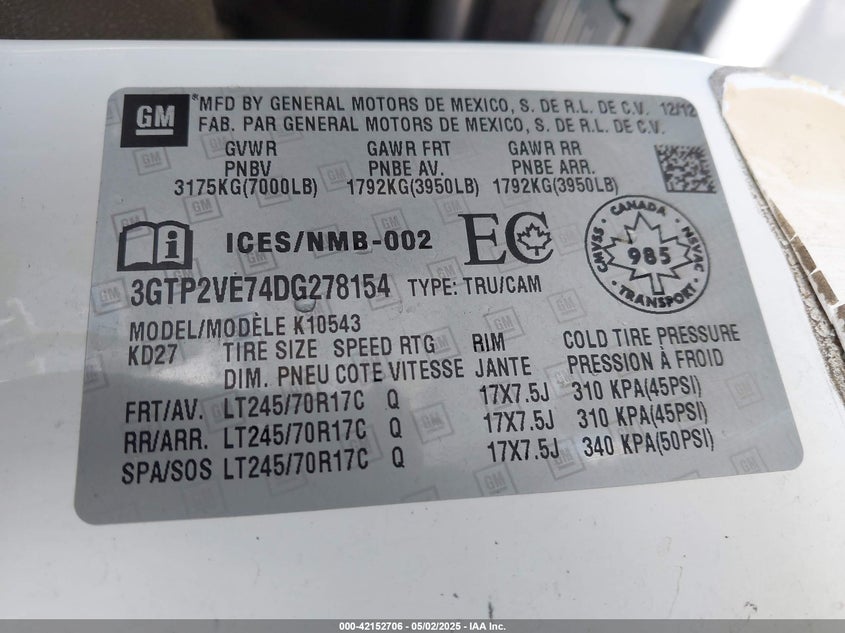 GM
*MFD BY GENERAL MOTORS DE MEXICO, S. DE R.L. DE C.V. 12/12
FAB. PAR GENERAL MOTORS DE MEXICO, S. DE R.L. DE C.V.
GVWR GAWR FRT GAWR RR
PNBV PNBE AV. PNBE ARR.
3175KG(7000LB) 1792KG(3950LB) 1792KG(3950LB)
ICES/NMB-002 EC
CANADA
CMVSS 985 NSVAC
TRANSPORT
3GTP2VE74DG278154 TYPE: TRU/CAM
MODEL/MODÈLE K10543
KD27 TIRE SIZE SPEED RTG RIM COLD TIRE PRESSURE
DIM. PNEU COTE VITESSE JANTE PRESSION À FROID
FRT/AV. LT245/70R17C Q 17X7.5J 310 KPA(45PSI)
RR/ARR. LT245/70R17C Q 17X7.5J 310 KPA(45PSI)
SPA/SOS LT245/70R17C Q 17X7.5J 340 KPA(50PSI)
000-42152706 - 05/02/2025 - IAA Inc.